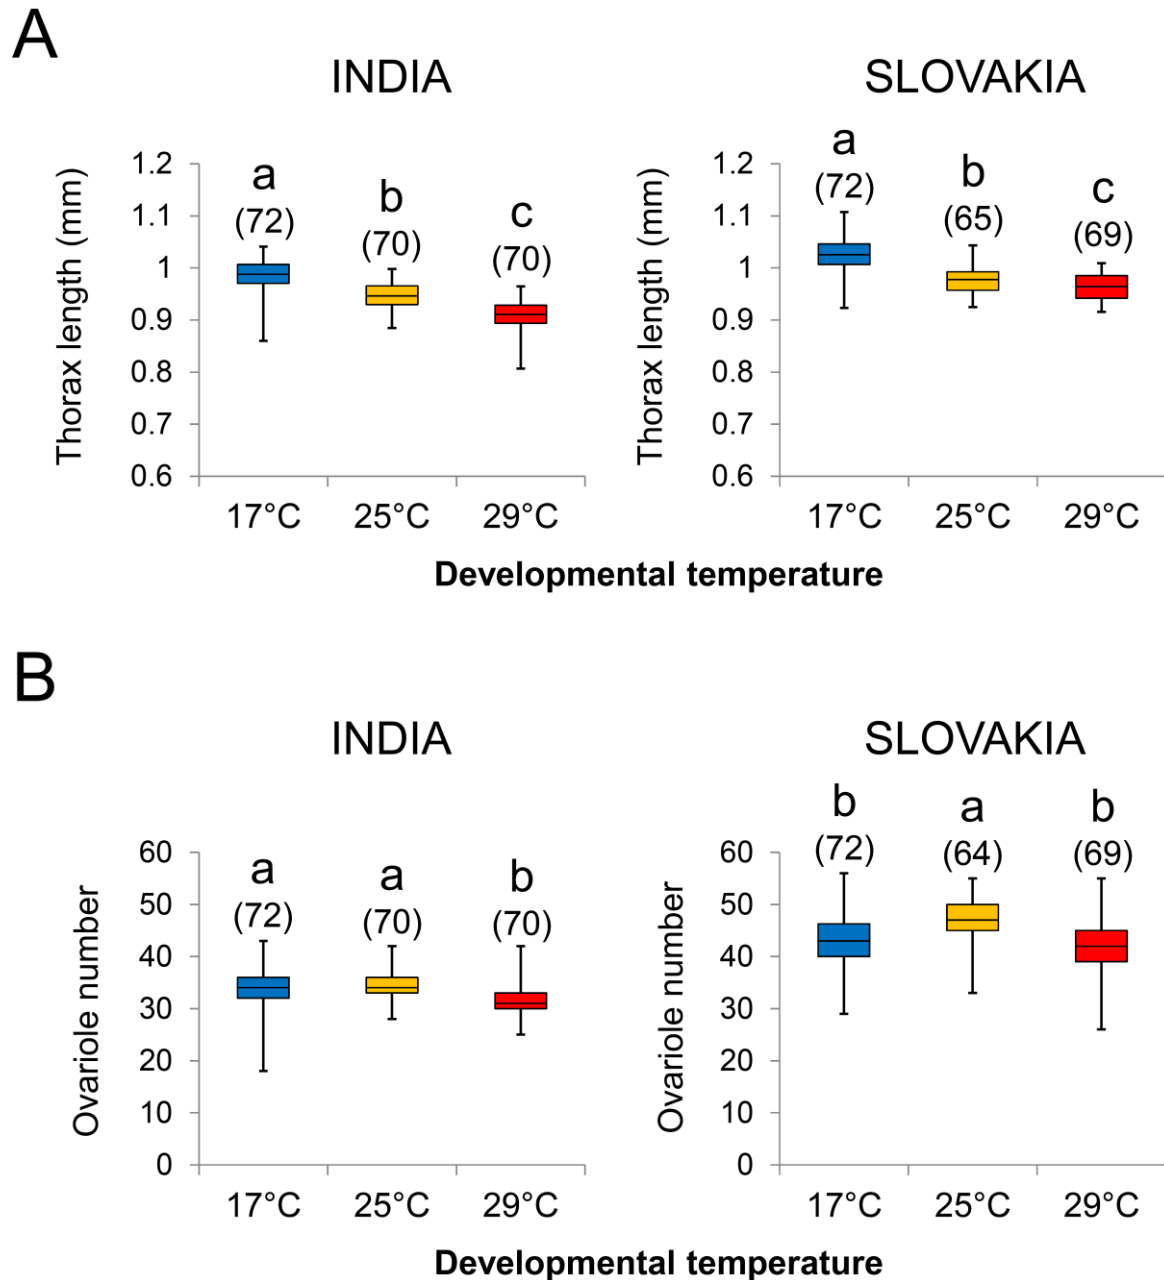 A
INDIA SLOVAKIA
Thorax length (mm)
1.2
1.1
1
0.9
0.8
0.7
0.6
a b c
(72) (70) (70)
17°C 25°C 29°C
Thorax length (mm)
1.2
1.1
1
0.9
0.8
0.7
0.6
a b c
(72) (65) (69)
17°C 25°C 29°C
Developmental temperature
B
INDIA SLOVAKIA
Ovariole number
60
50
40
30
20
10
0
a a b
(72) (70) (70)
17°C 25°C 29°C
Ovariole number
60
50
40
30
20
10
0
b a b
(72) (64) (69)
17°C 25°C 29°C
Developmental temperature